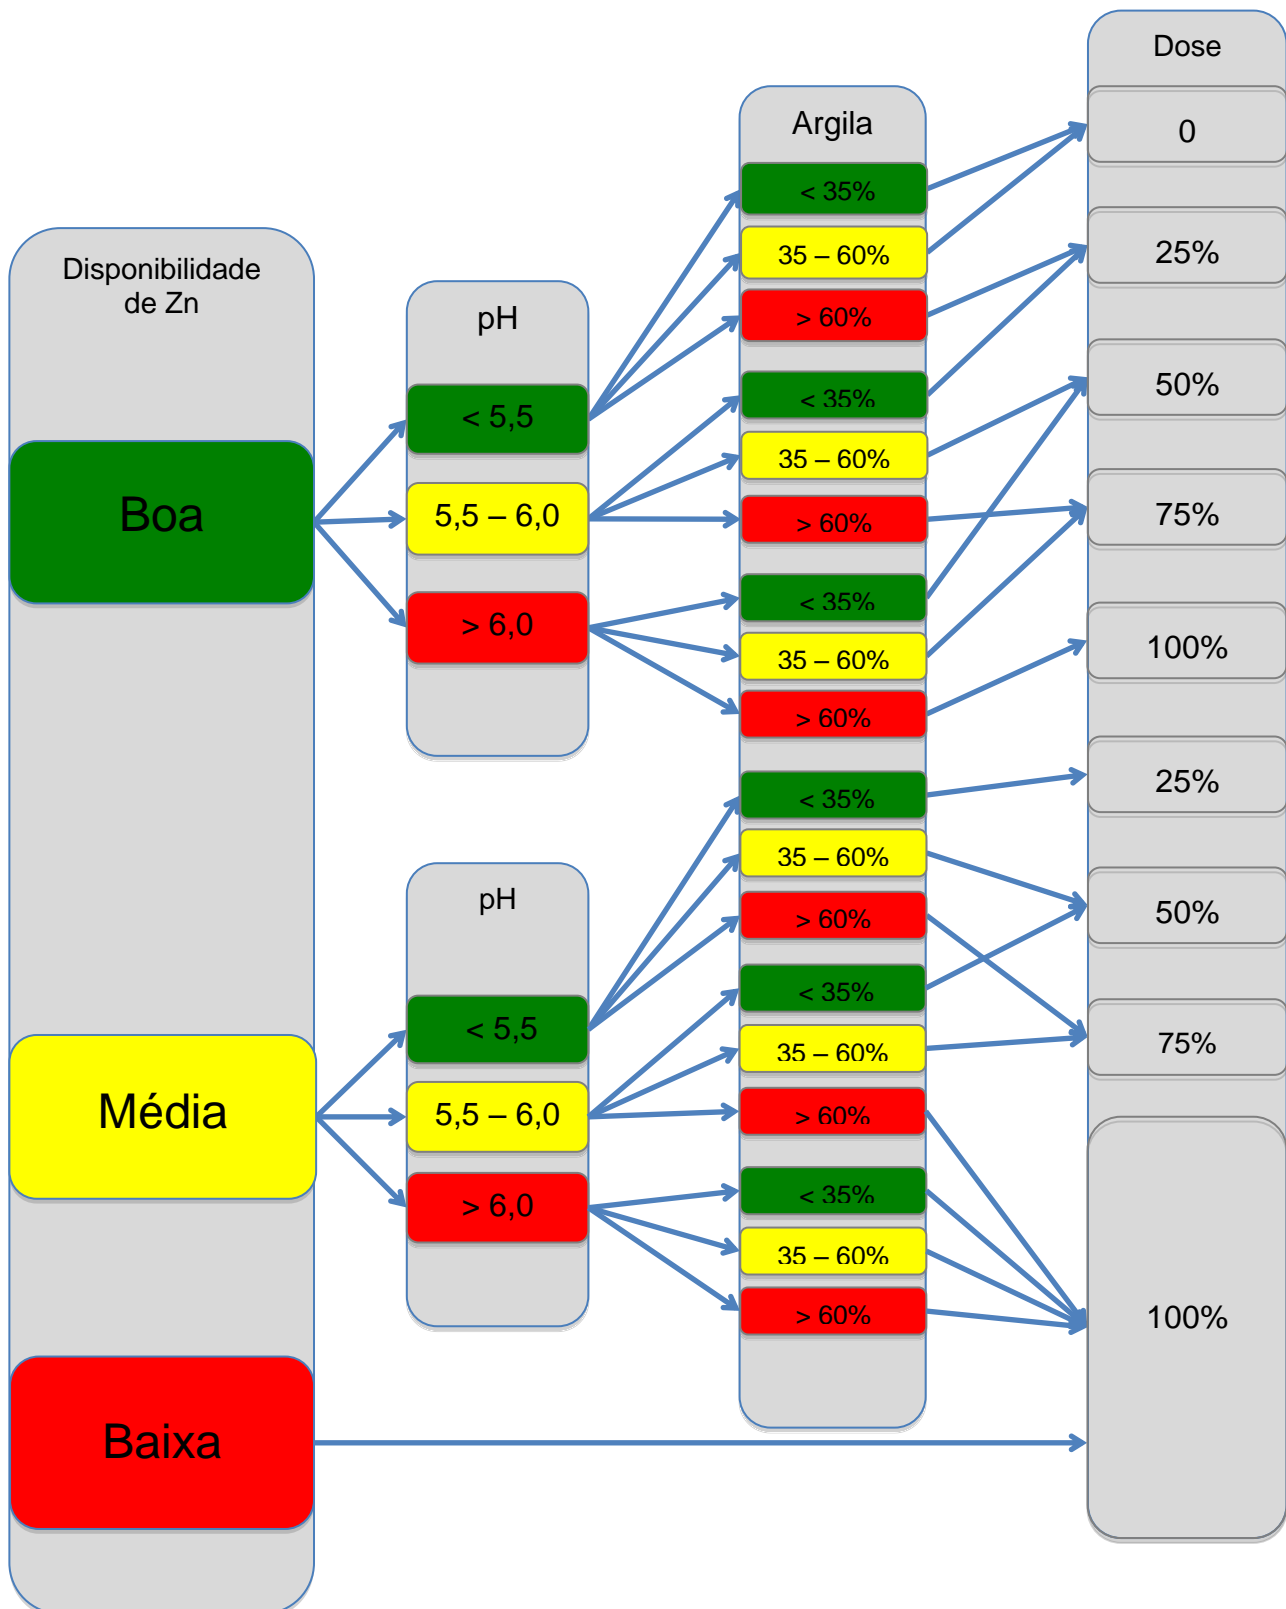 Disponibilidade
de Zn
Boa
Média
Baixa
pH
< 5,5
5,5 – 6,0
> 6,0
pH
< 5,5
5,5 – 6,0
> 6,0
Argila
< 35%
35 – 60%
> 60%
< 35%
35 – 60%
> 60%
< 35%
35 – 60%
> 60%
< 35%
35 – 60%
> 60%
< 35%
35 – 60%
> 60%
< 35%
35 – 60%
> 60%
Dose
0
25%
50%
75%
100%
25%
50%
75%
100%